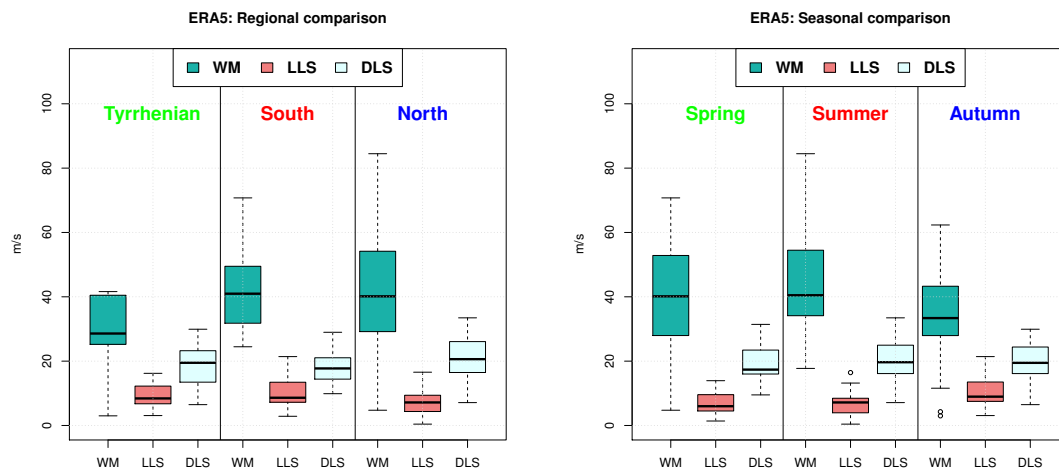 ERA5: Regional comparison
WM LLS DLS
Tyrrhenian South North
m/s
0 20 40 60 80 100
WM LLS DLS WM LLS DLS WM LLS DLS
ERA5: Seasonal comparison
WM LLS DLS
Spring Summer Autumn
m/s
0 20 40 60 80 100
WM LLS DLS WM LLS DLS WM LLS DLS